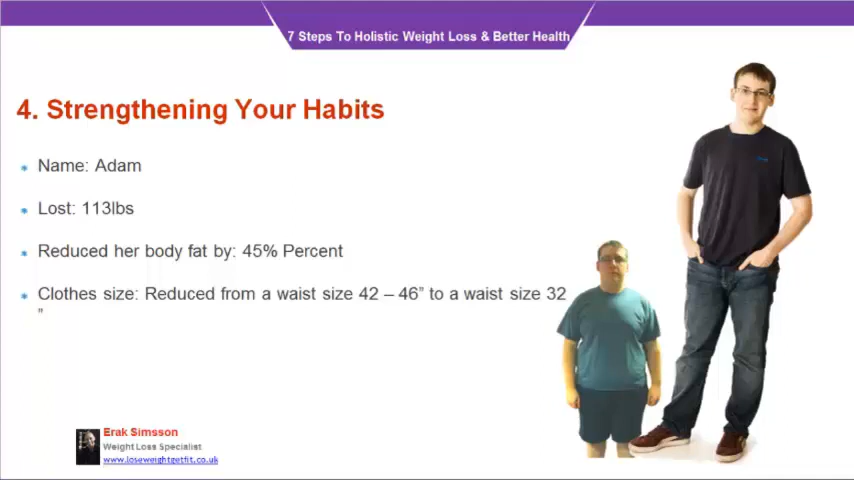 7 Steps To Holistic Weight Loss & Better Health
4. Strengthening Your Habits
Name: Adam
Lost: 113lbs
Reduced her body fat by: 45% Percent
Clothes size: Reduced from a waist size 42 – 46” to a waist size 32
”
Erak Simsson
Weight Loss Specialist
www.loseweightgetfit.co.uk